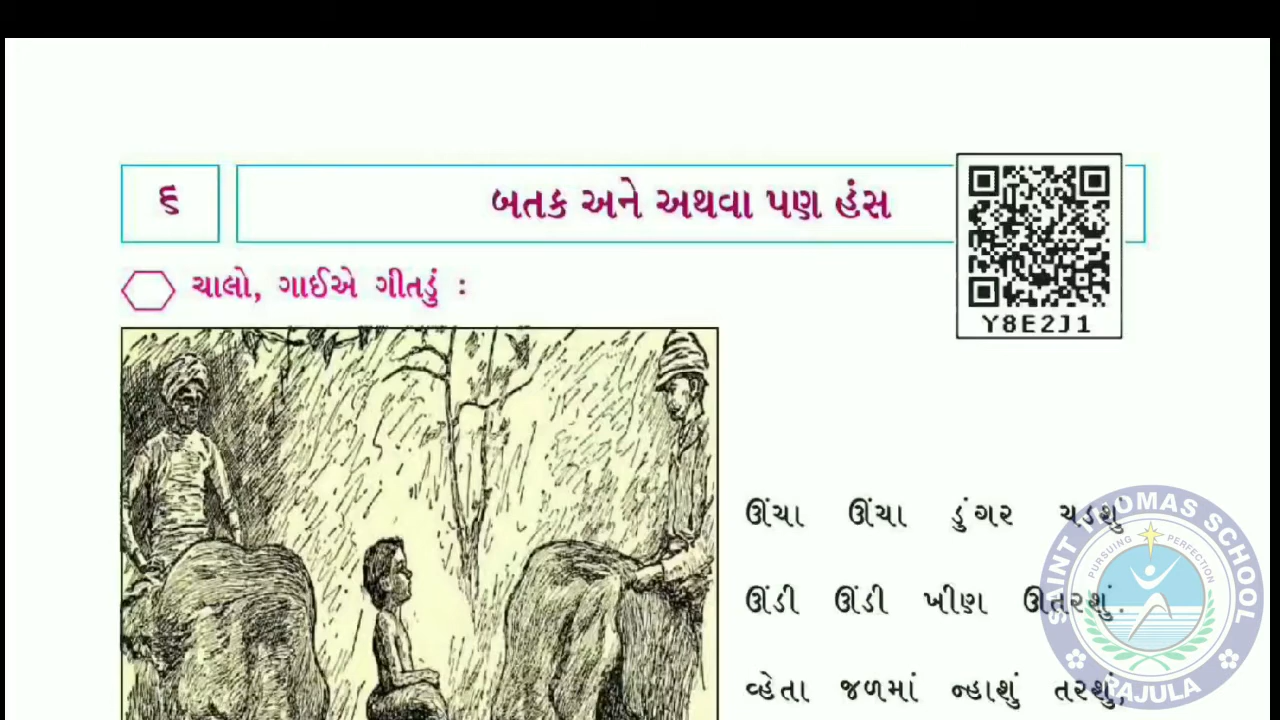 ૬
બતક અને અથવા પણ હંસ
Y8E2J1
ચાલો, ગાઈએ ગીતડું :
ઊંચા ઊંચા ડુંગર ચડશું
ઊંડી ઊંડી ખીણ ઊતરશું.
વ્હેતા જળમાં ન્હાશું તરશું,
SAINT THOMAS SCHOOL
PURSUING PERFECTION
RAJULA